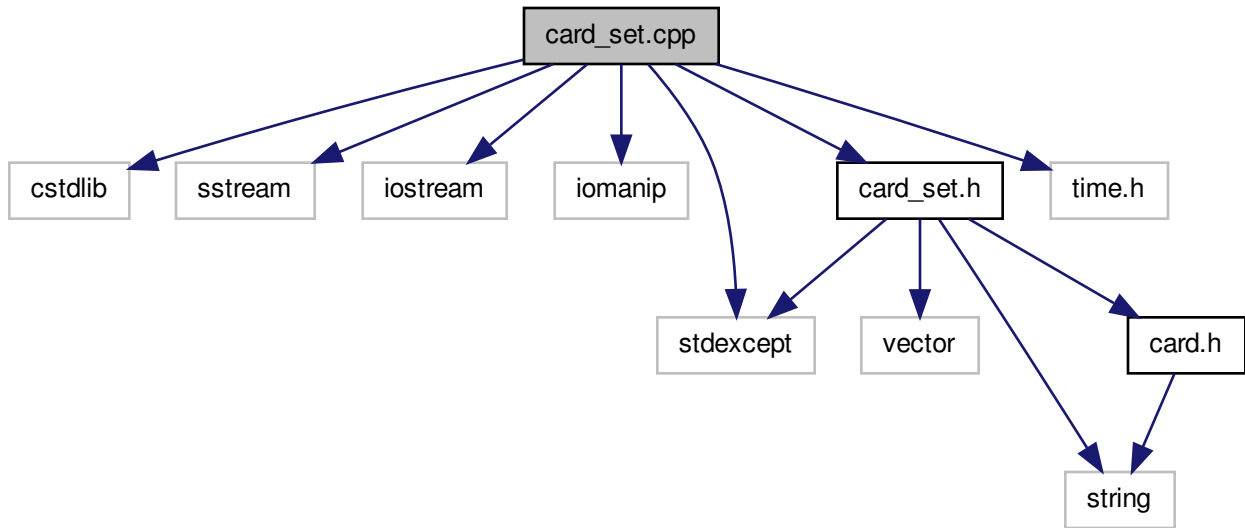 card_set.cpp
cstdlib
sstream
iostream
iomanip
card_set.h
time.h
stdexcept
vector
card.h
string